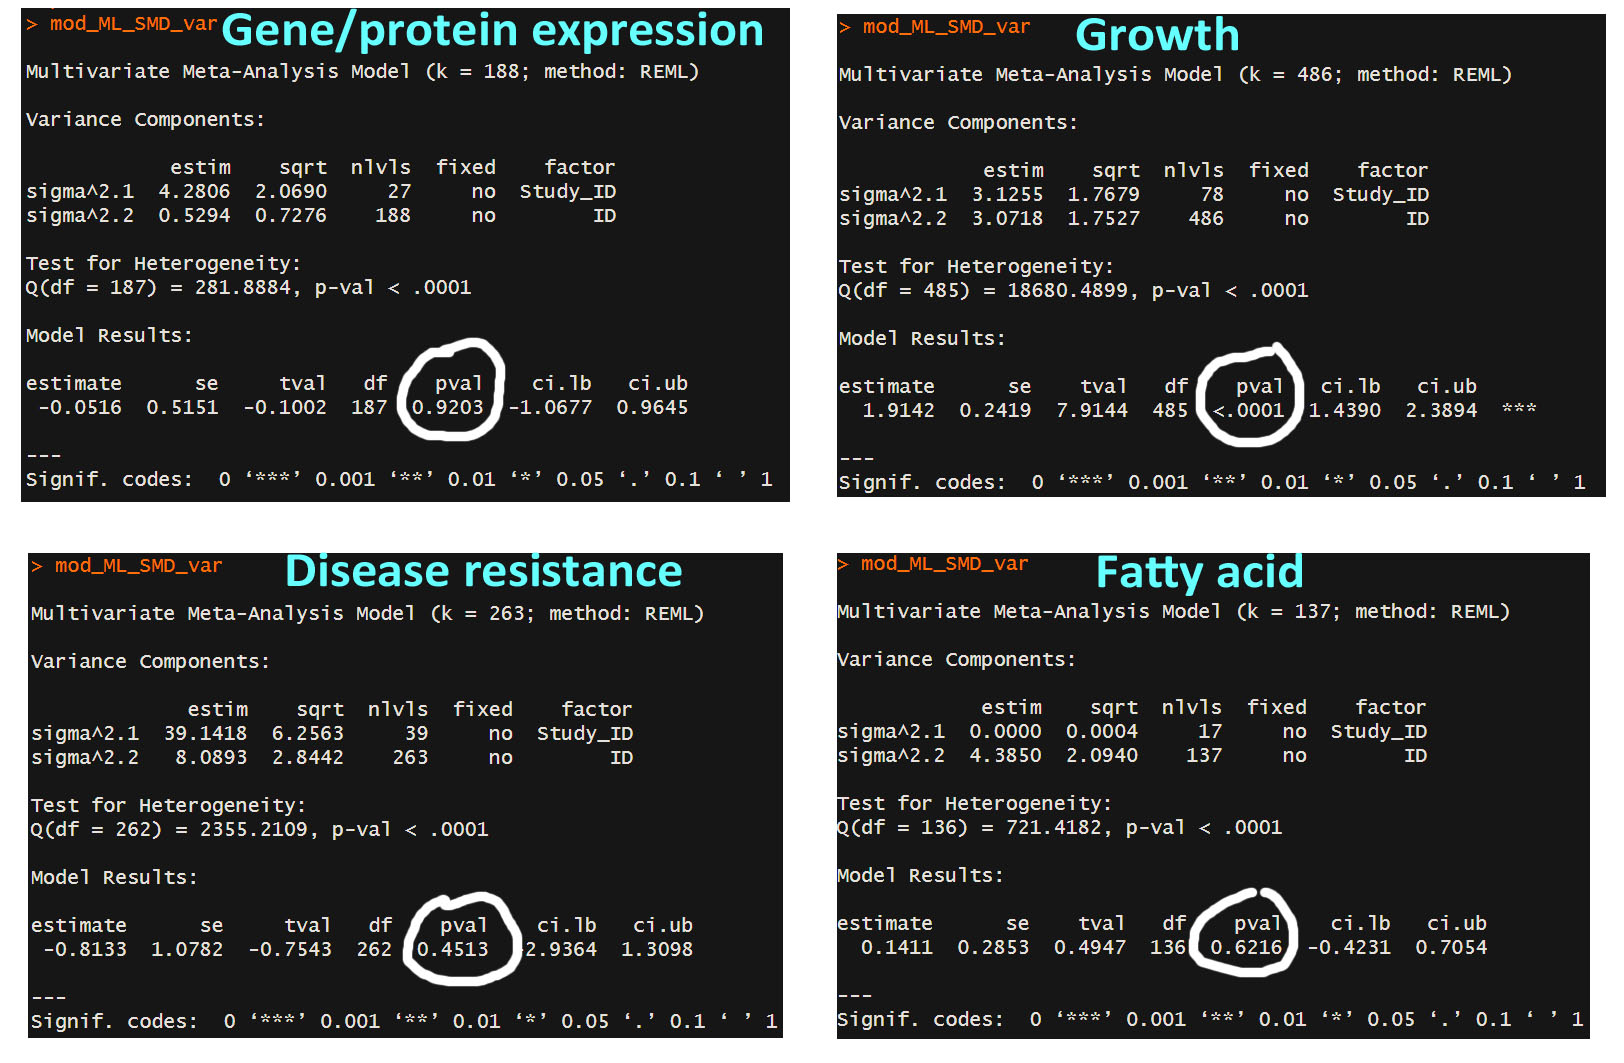 > mod_ML_SMD_var Gene/protein expression
Multivariate Meta-Analysis Model (k = 188; method: REML)
Variance Components:
estim sqrt nlvls fixed factor
sigma^2.1 4.2806 2.0690 27 no Study_ID
sigma^2.2 0.5294 0.7276 188 no ID
Test for Heterogeneity:
Q(df = 187) = 281.8884, p-val < .0001
Model Results:
estimate se tval df pval ci.lb ci.ub
-0.0516 0.5151 -0.1002 187 0.9203 -1.0677 0.9645
---
Signif. codes: 0 ‘***’ 0.001 ‘**’ 0.01 ‘*’ 0.05 ‘.’ 0.1 ‘ ’ 1
> mod_ML_SMD_var Growth
Multivariate Meta-Analysis Model (k = 486; method: REML)
Variance Components:
estim sqrt nlvls fixed factor
sigma^2.1 3.1255 1.7679 78 no Study_ID
sigma^2.2 3.0718 1.7527 486 no ID
Test for Heterogeneity:
Q(df = 485) = 18680.4899, p-val < .0001
Model Results:
estimate se tval df pval ci.lb ci.ub
1.9142 0.2419 7.9144 485 <.0001 1.4390 2.3894 ***
---
Signif. codes: 0 ‘***’ 0.001 ‘**’ 0.01 ‘*’ 0.05 ‘.’ 0.1 ‘ ’ 1
> mod_ML_SMD_var Disease resistance
Multivariate Meta-Analysis Model (k = 263; method: REML)
Variance Components:
estim sqrt nlvls fixed factor
sigma^2.1 39.1418 6.2563 39 no Study_ID
sigma^2.2 8.0893 2.8442 263 no ID
Test for Heterogeneity:
Q(df = 262) = 2355.2109, p-val < .0001
Model Results:
estimate se tval df pval ci.lb ci.ub
-0.8133 1.0782 -0.7543 262 0.4513 -2.9364 1.3098
---
Signif. codes: 0 ‘***’ 0.001 ‘**’ 0.01 ‘*’ 0.05 ‘.’ 0.1 ‘ ’ 1
> mod_ML_SMD_var Fatty acid
Multivariate Meta-Analysis Model (k = 137; method: REML)
Variance Components:
estim sqrt nlvls fixed factor
sigma^2.1 0.0000 0.0004 17 no Study_ID
sigma^2.2 4.3850 2.0940 137 no ID
Test for Heterogeneity:
Q(df = 136) = 721.4182, p-val < .0001
Model Results:
estimate se tval df pval ci.lb ci.ub
0.1411 0.2853 0.4947 136 0.6216 -0.4231 0.7054
---
Signif. codes: 0 ‘***’ 0.001 ‘**’ 0.01 ‘*’ 0.05 ‘.’ 0.1 ‘ ’ 1